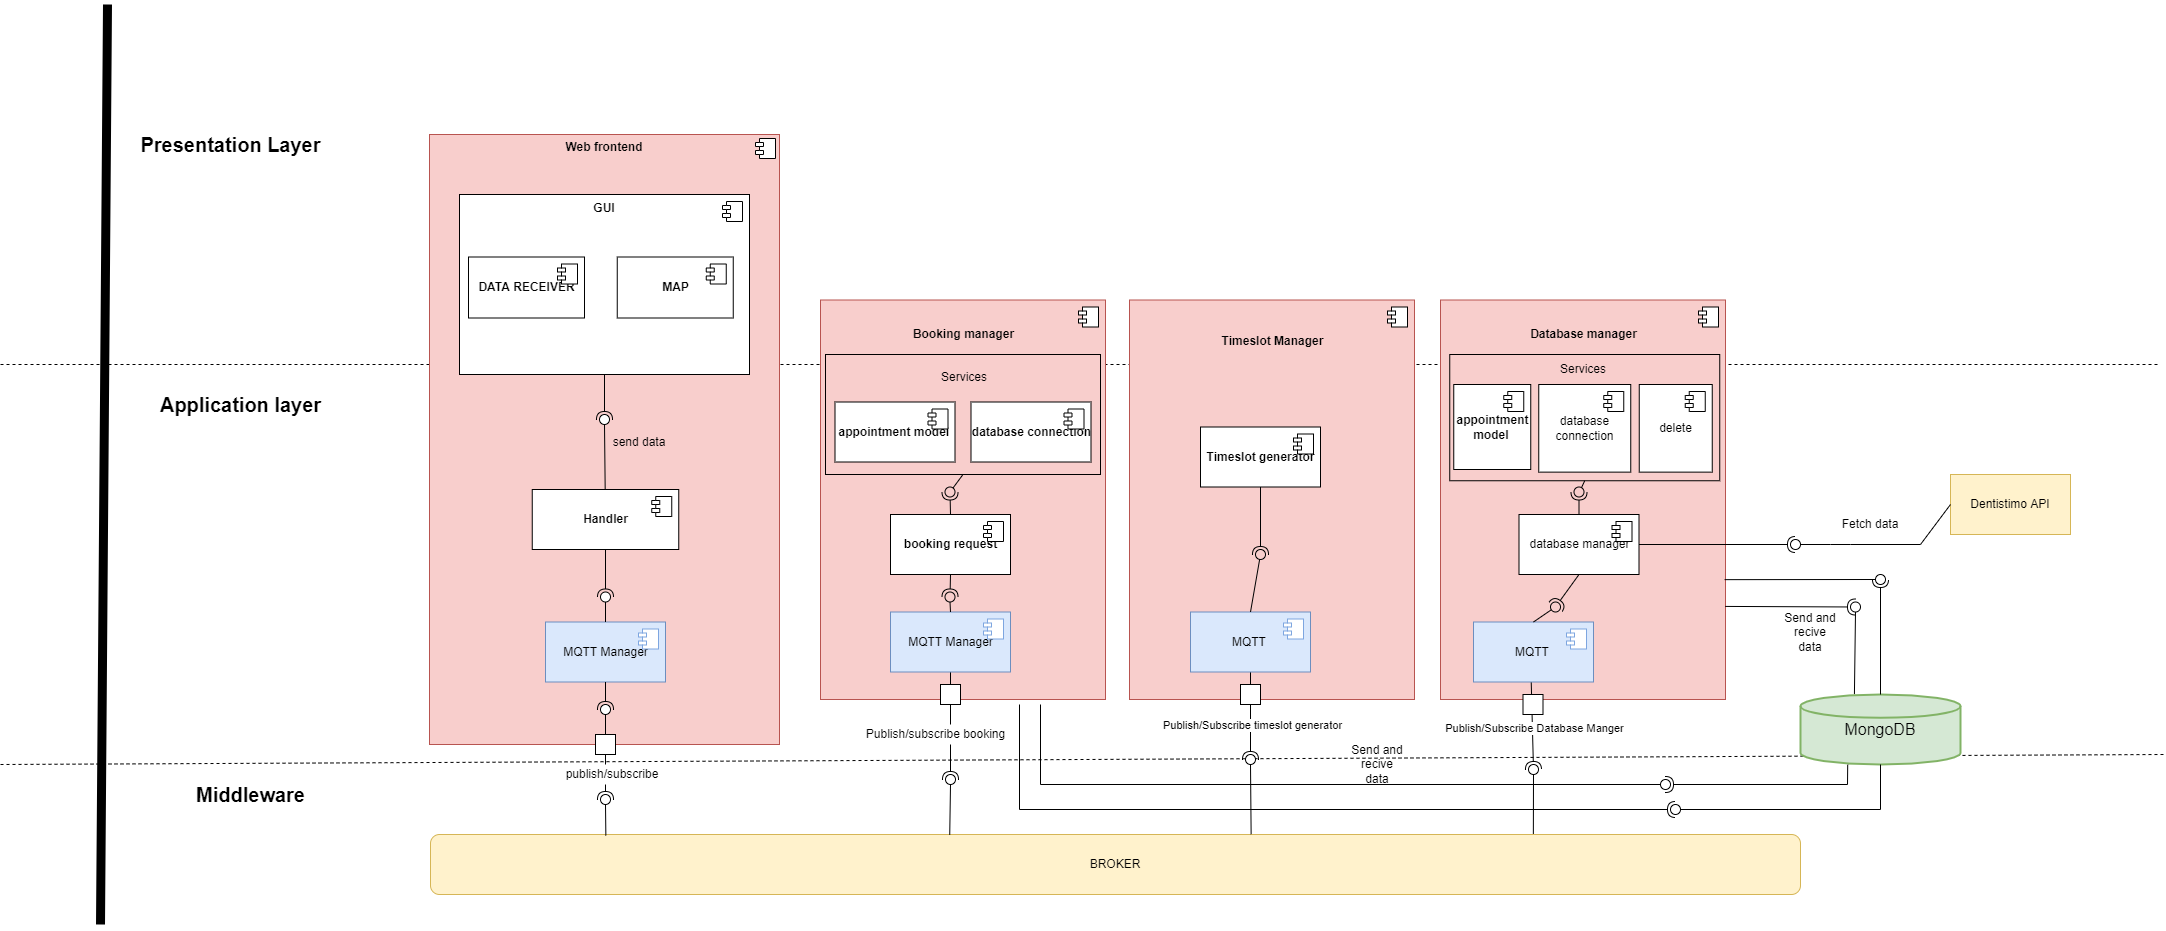 Presentation Layer
Web frontend
GUI
DATA RECEIVER
MAP
Booking manager
Timeslot Manager
Database manager
Services
appointment model
database connection
Services
appointment
model
database
connection
delete
Application layer
send data
Timeslot generator
Handler
booking request
database manager
Fetch data
Dentistimo API
MQTT Manager
MQTT Manager
MQTT
MQTT
Send and
recive
data
publish/subscribe
Publish/subscribe booking
Publish/Subscribe timeslot generator
Publish/Subscribe Database Manger
MongoDB
Send and
recive
data
Middleware
BROKER